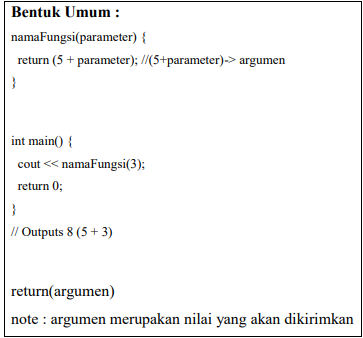 Bentuk Umum :
namaFungsi(parameter) {
return (5 + parameter); //(5+parameter)-> argumen
}
int main() {
cout << namaFungsi(3);
return 0;
}
// Outputs 8 (5 + 3)
return(argumen)
note : argumen merupakan nilai yang akan dikirimkan